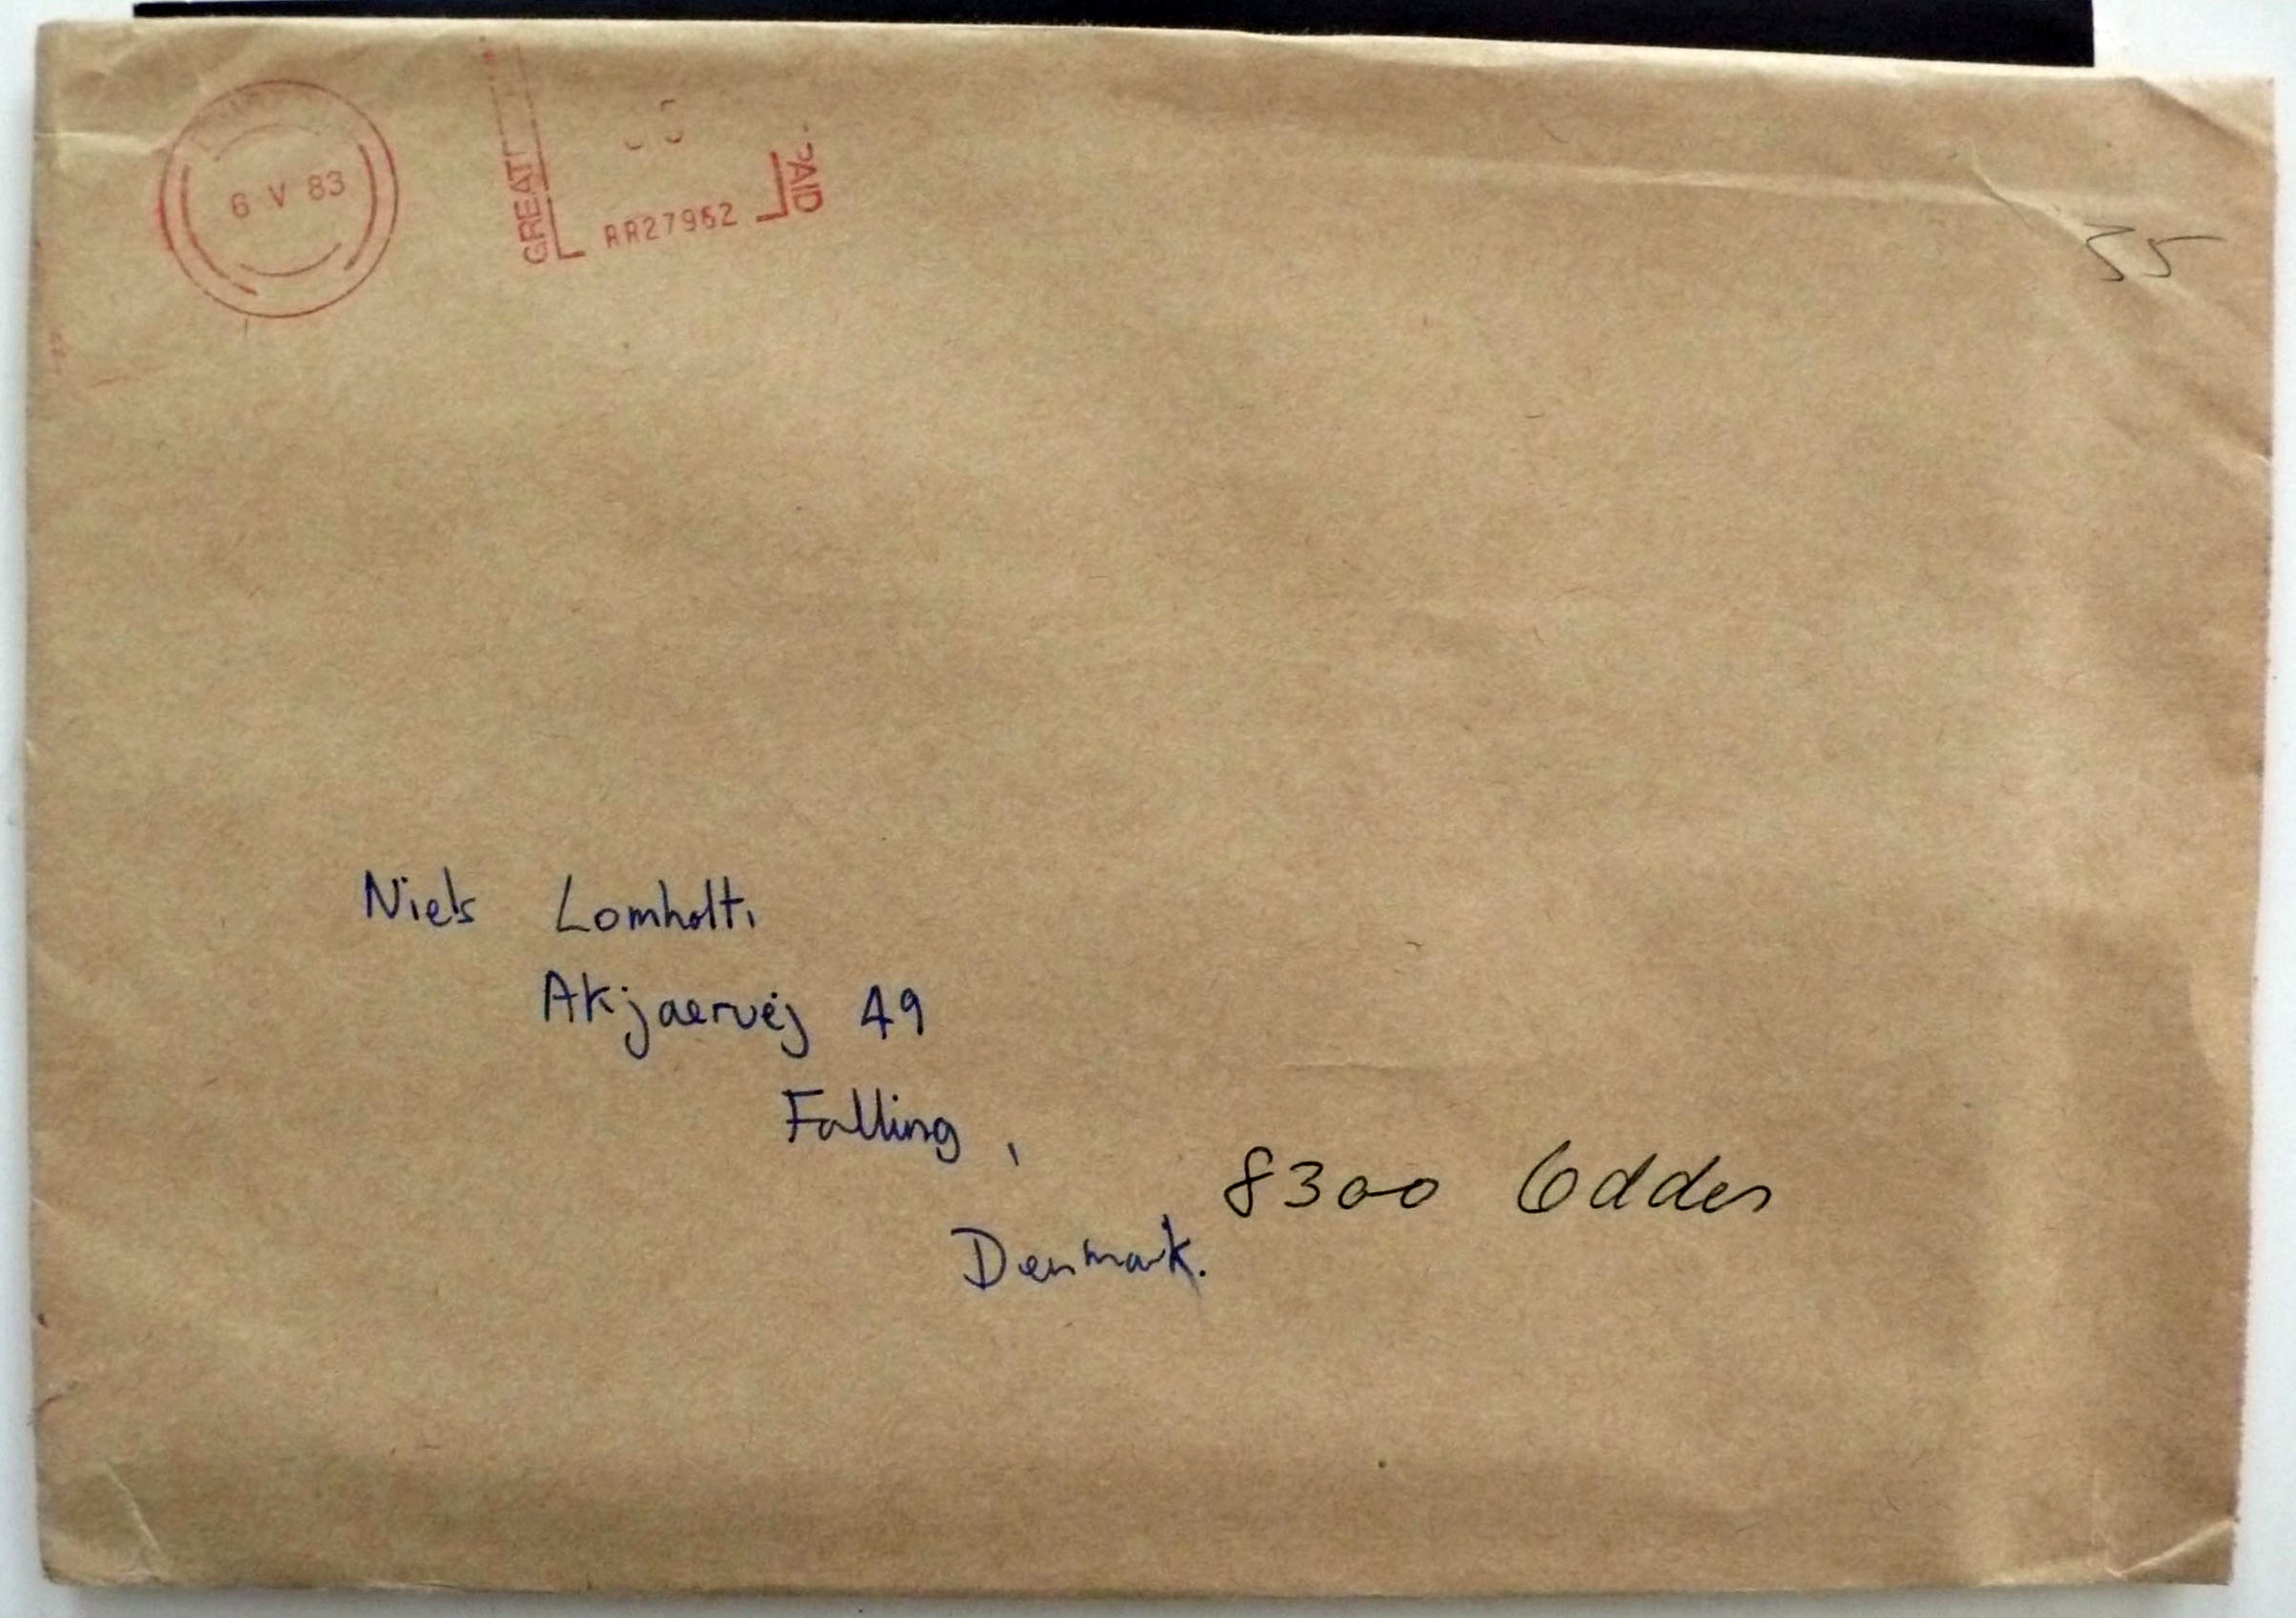 6 V 83
GREAT
RR27962
PAID
35
Niels Lomholt,
Akjaervej 49
Falling,
8300 Odder
Denmark.